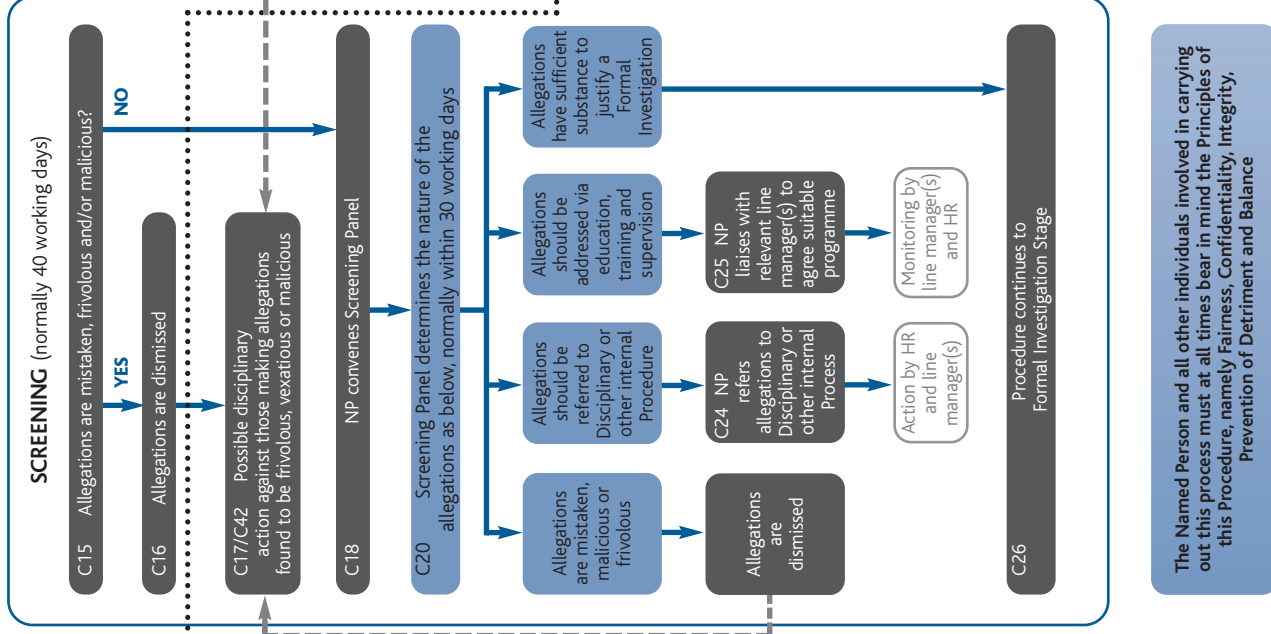 SCREENING (normally 40 working days)
C15 Allegations are mistaken, frivolous and/or malicious?
YES
NO
C16 Allegations are dismissed
C17/C42 Possible disciplinary
action against those making allegations
found to be frivolous, vexatious or malicious
C18 NP convenes Screening Panel
C20 Screening Panel determines the nature of the
allegations as below, normally within 30 working days
Allegations
are mistaken,
malicious or
frivolous
Allegations
should be
referred to
Disciplinary or
other internal
Procedure
Allegations
should be
addressed via
education,
training and
supervision
Allegations
have sufficient
substance to
justify a
Formal
Investigation
Allegations
are
dismissed
C24 NP
refers
allegations to
Disciplinary or
other internal
Process
C25 NP
liaises with
relevant line
manager(s) to
agree suitable
programme
Action by HR
and line
manager(s)
Monitoring by
line manager(s)
and HR
C26 Procedure continues to
Formal Investigation Stage
The Named Person and all other individuals involved in carrying
out this process must at all times bear in mind the Principles of
this Procedure, namely Fairness, Confidentiality, Integrity,
Prevention of Detriment and Balance